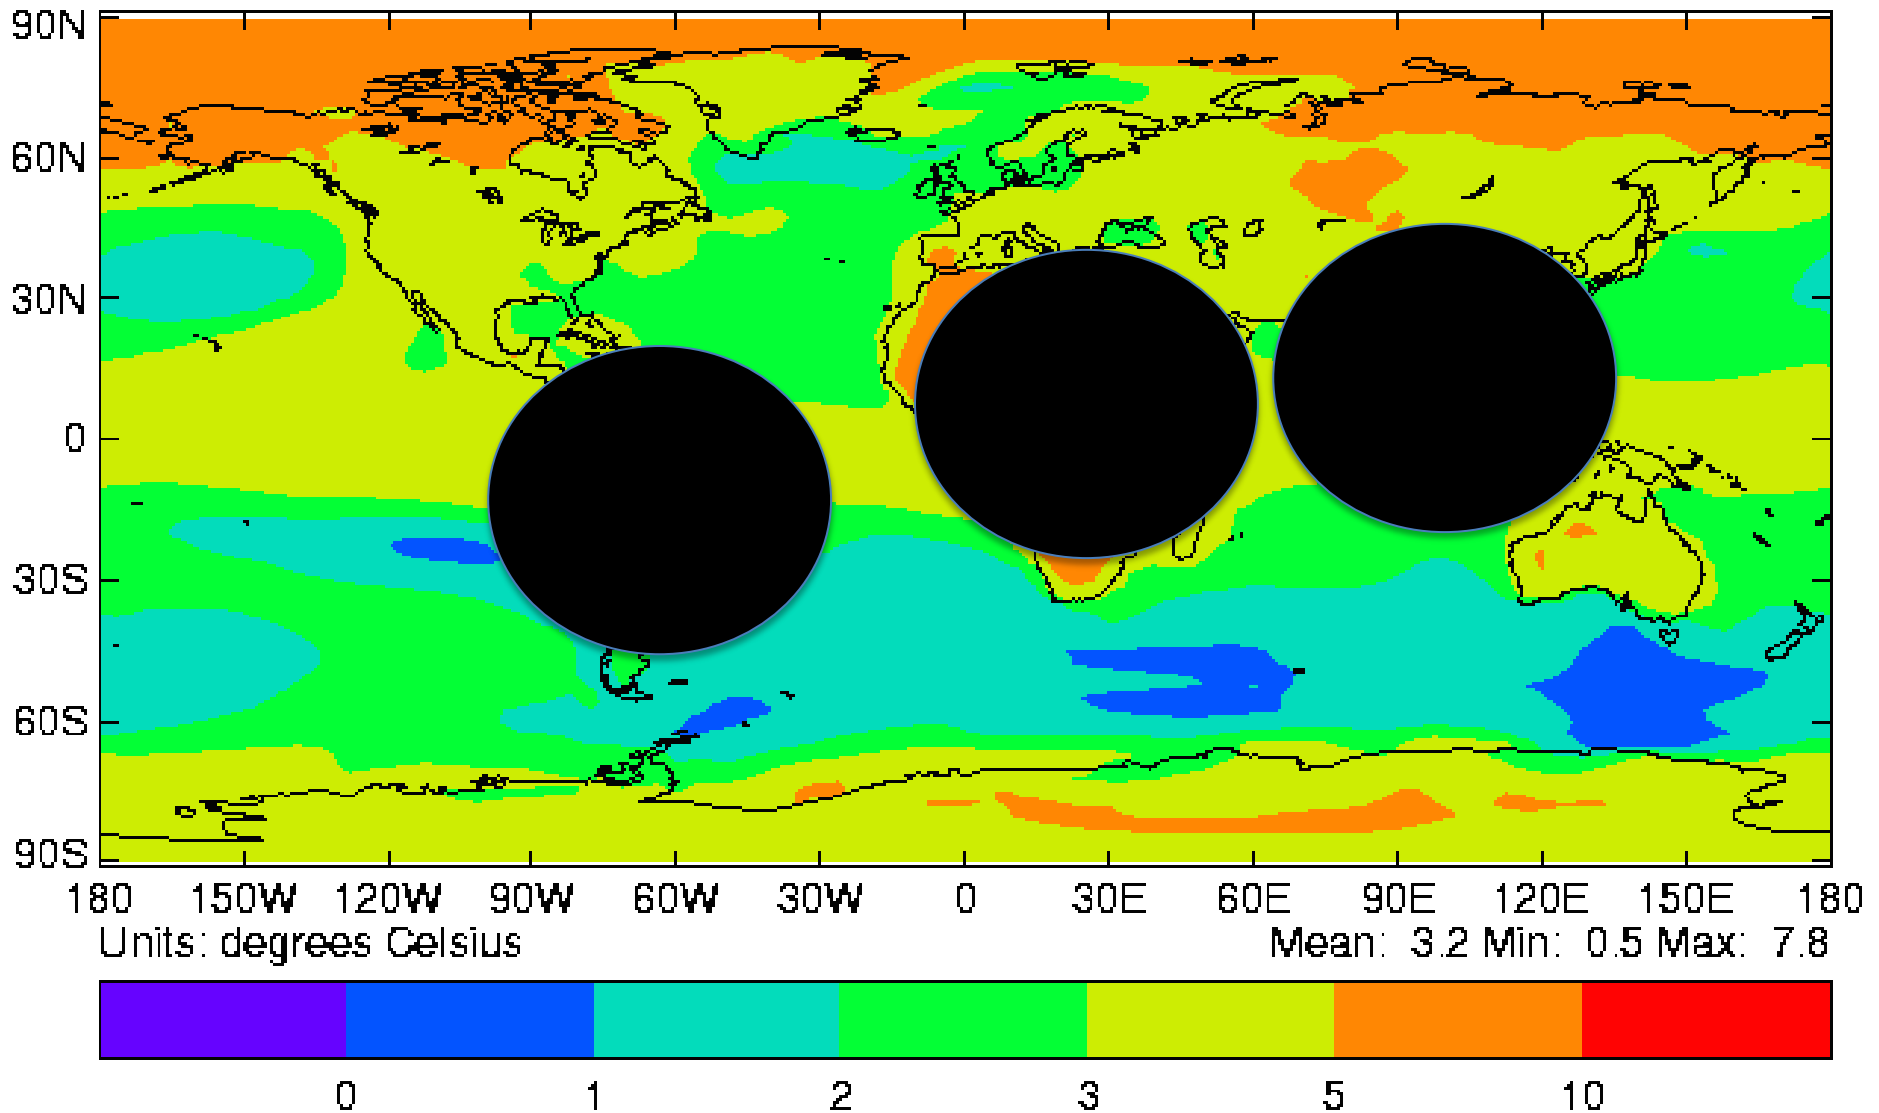 90N
60N
30N
0
30S
60S
90S
180 150W 120W 90W 60W 30W 0 30E 60E 90E 120E 150E 180
Units: degrees Celsius Mean: 3.2 Min: 0.5 Max: 7.8
0 1 2 3 5 10